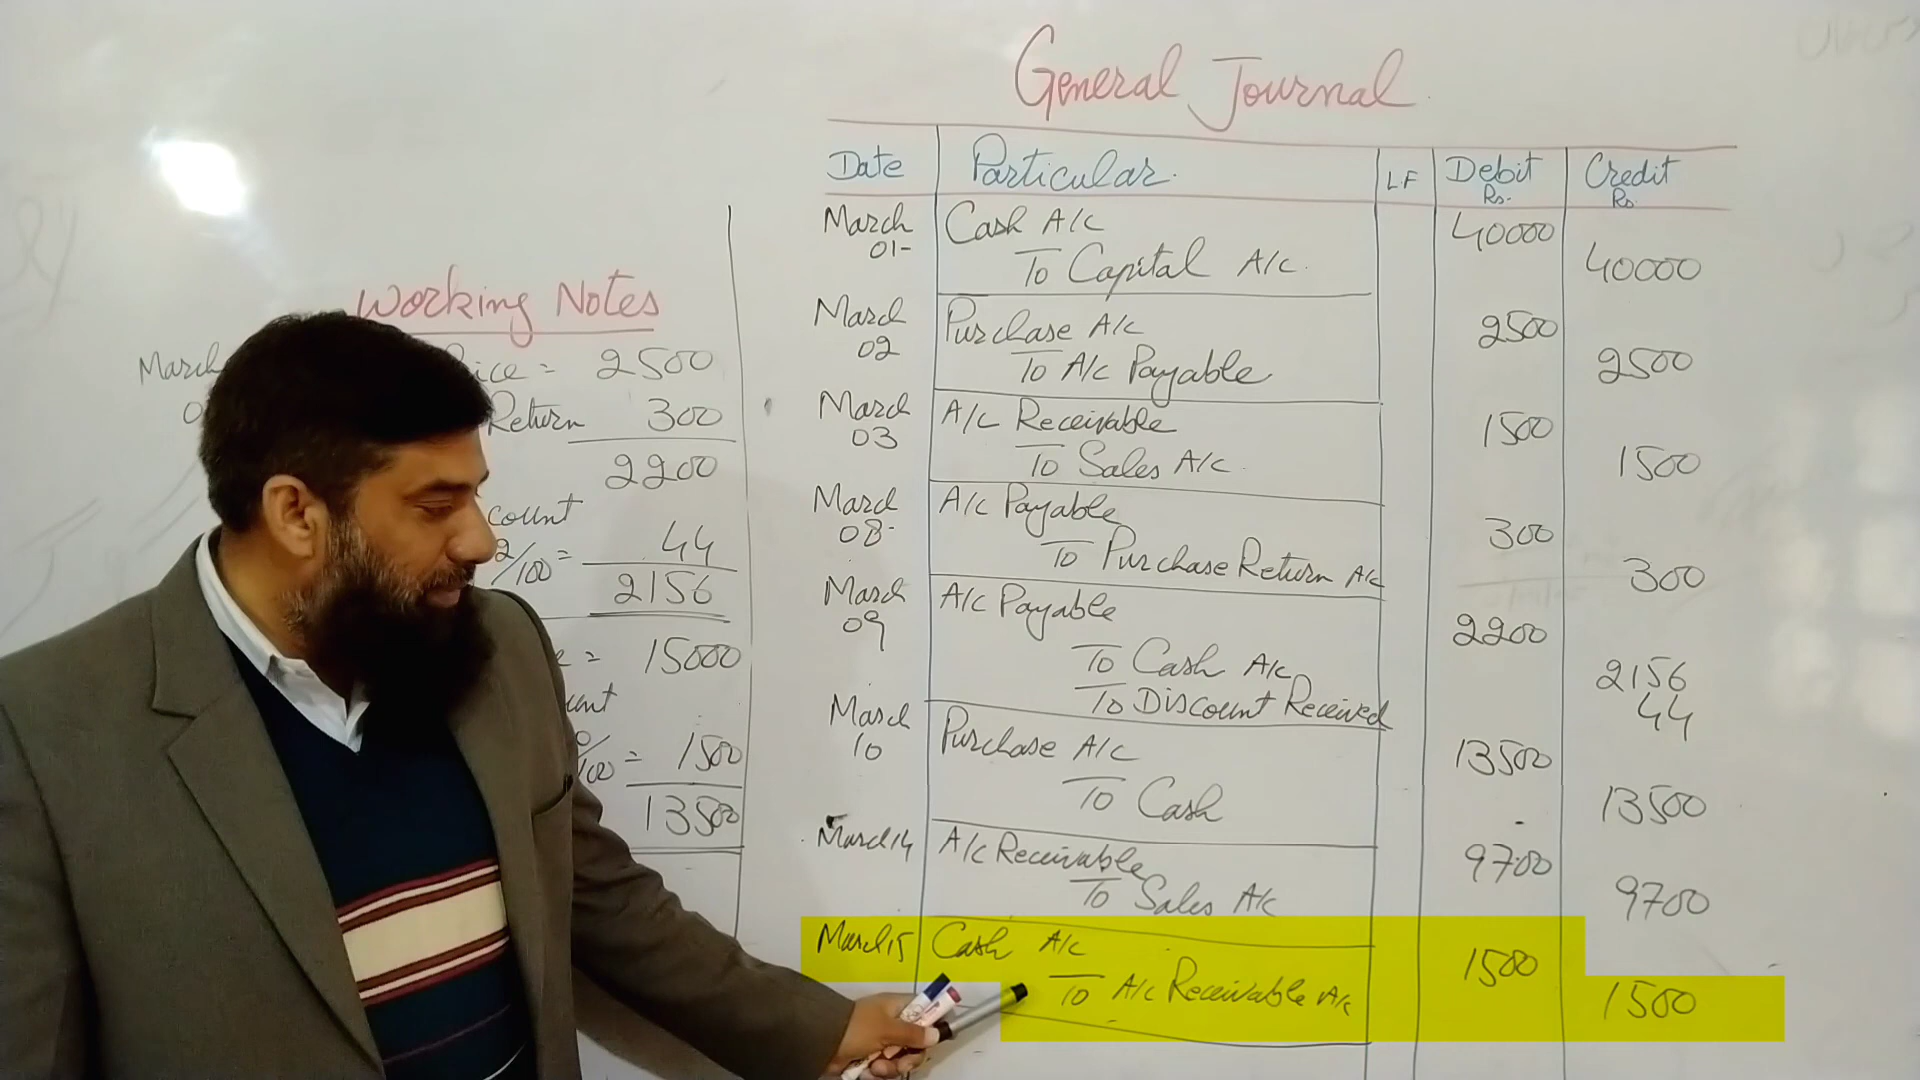 General Journal
Date Particular. LF Debit Rs. Credit Rs
March 01- Cash A/c 40000
To Capital A/c. 40000
March 02 Purchase A/c 2500
To A/c Payable 2500
March 03 A/c Receivable 1500
To Sales A/c. 1500
March 08- A/c Payable 300
To Purchase Return A/c 300
March 09 A/c Payable 2200
To Cash A/c 2156
To Discount Received 44
March 10 Purchase A/c 13500
To Cash 13500
March 14 A/c Receivable 9700
To Sales A/c 9700
March 15 Cash A/c 1500
To A/c Receivable A/c 1500
Working Notes
March = 2500
Return 300
2200
2/100 = 44
2156
= 15000
= 1500
13500